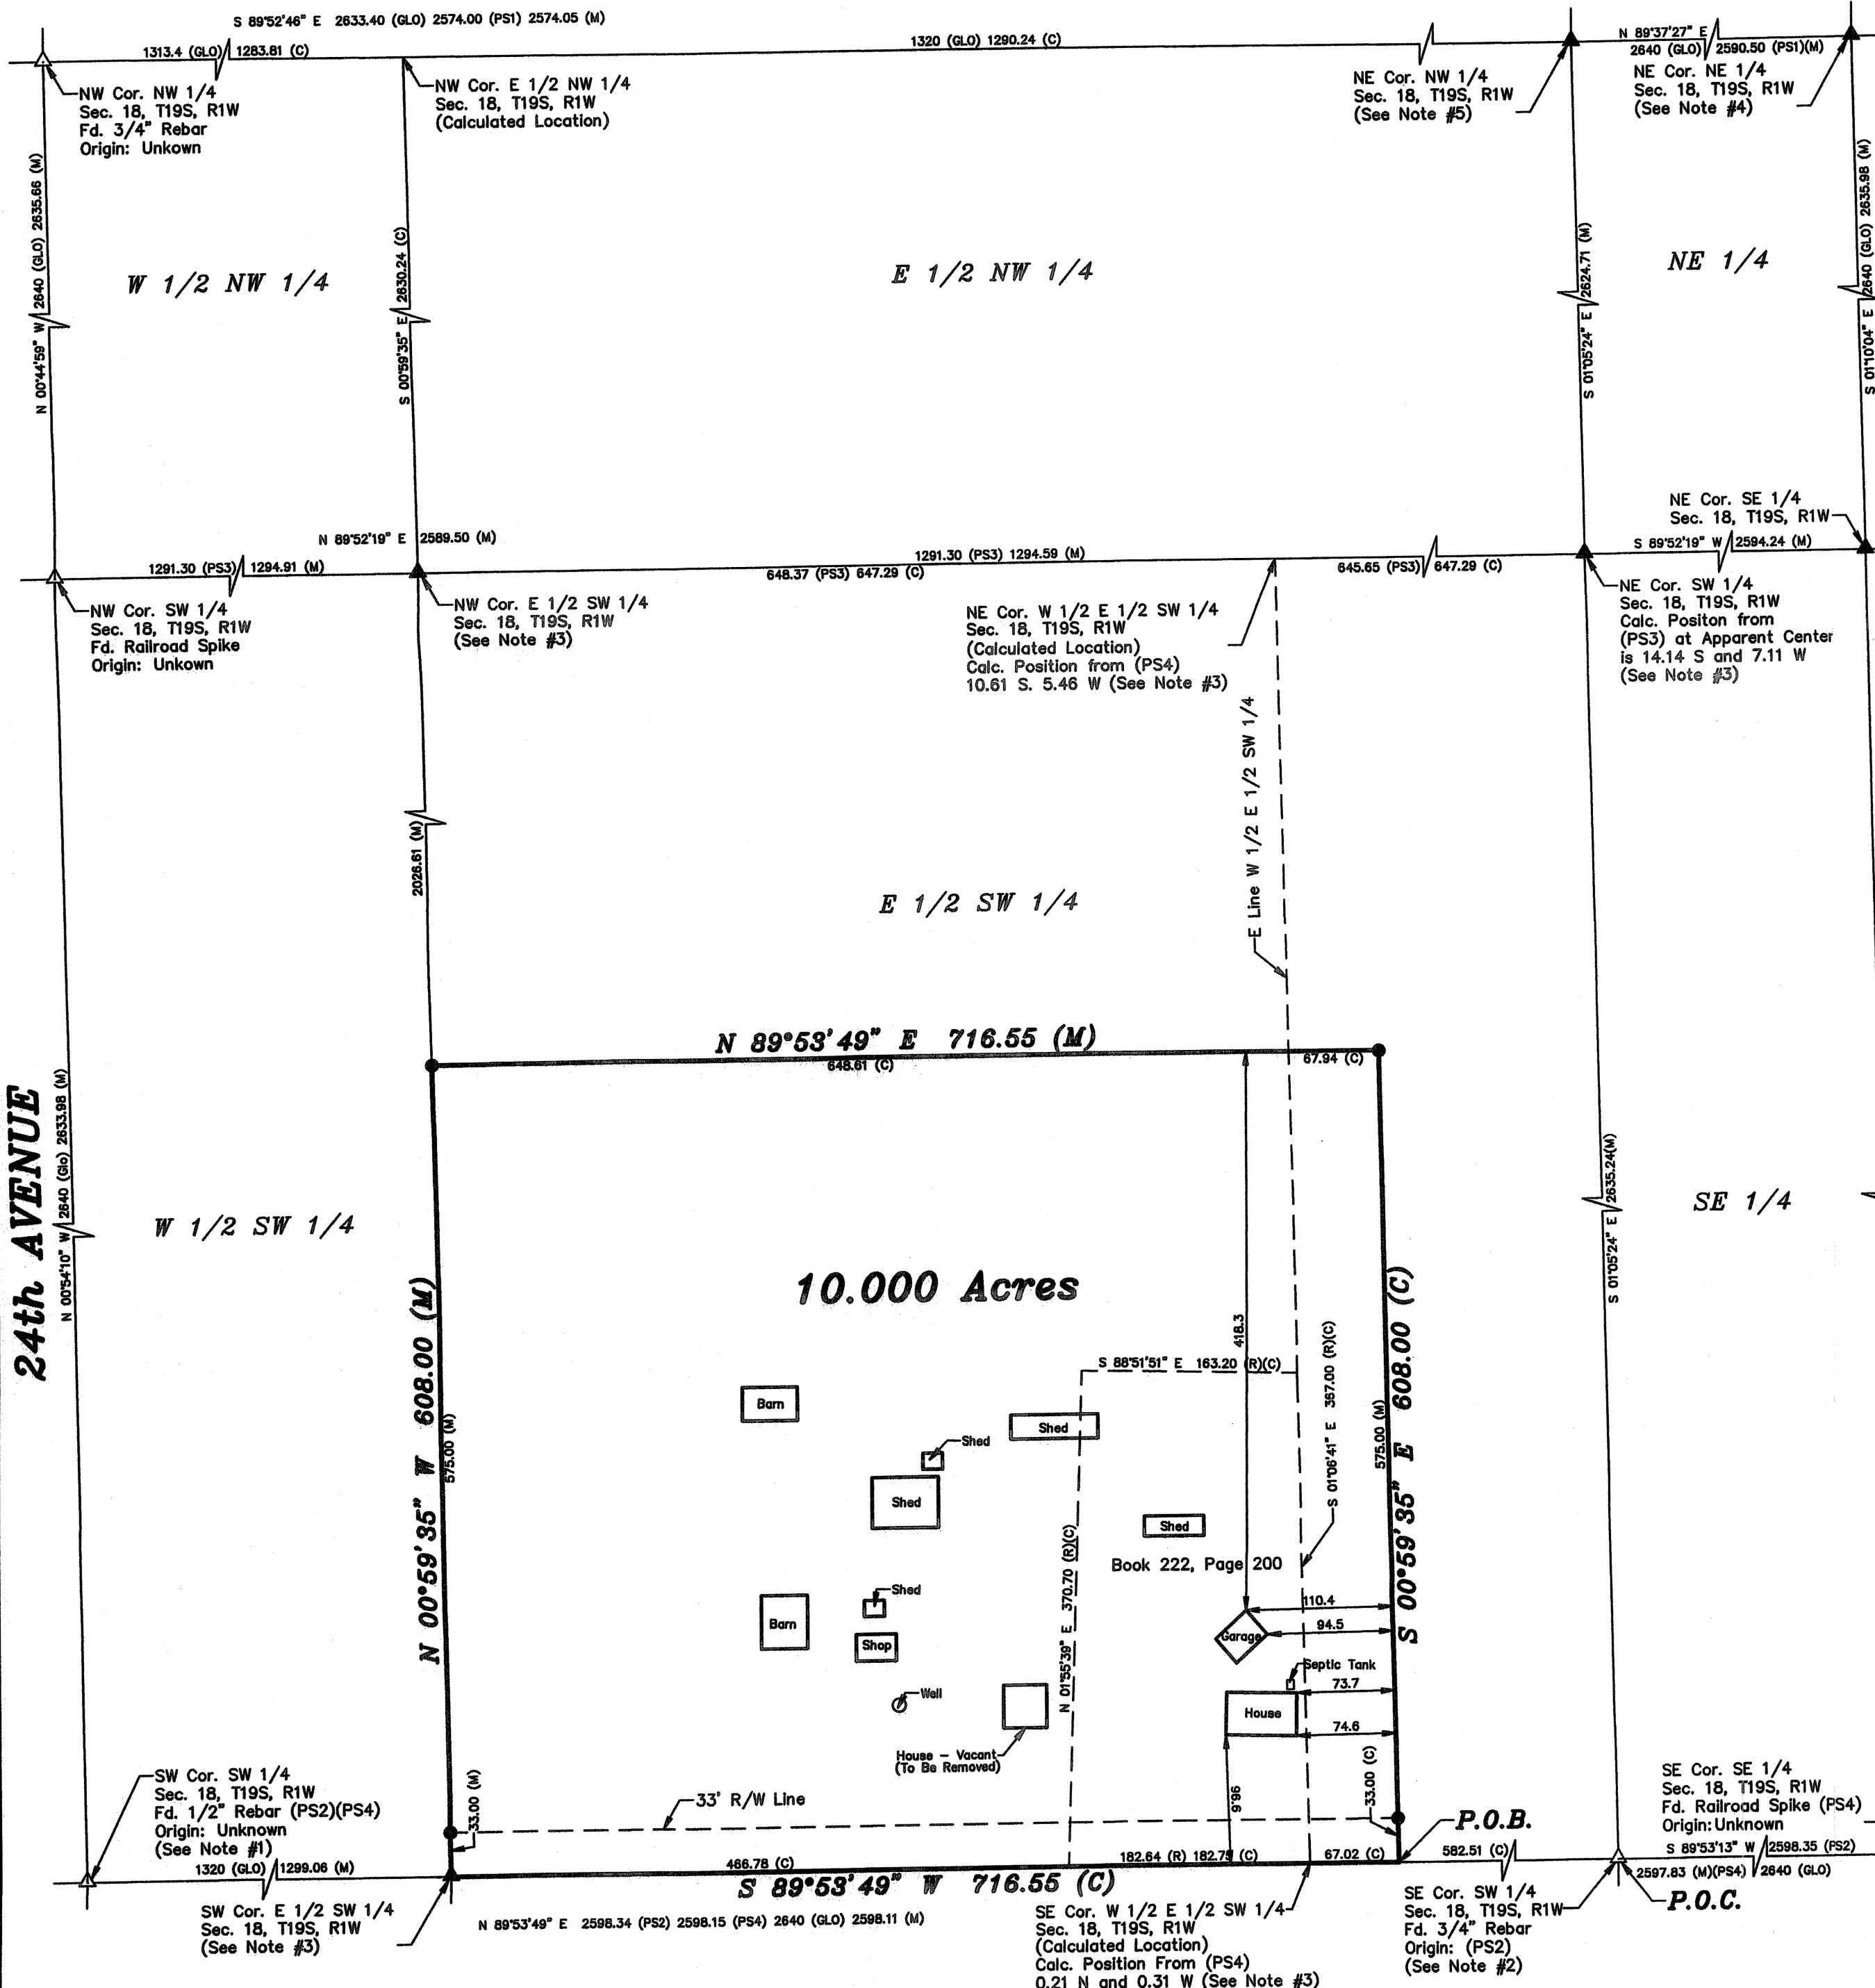 S 89°52'46" E 2633.40 (GLO) 2574.00 (PS1) 2574.05 (M)
1313.4 (GLO) 1283.81 (C)
1320 (GLO) 1290.24 (C)
N 89°37'27" E
2640 (GLO) 2590.50 (PS1)(M)
NW Cor. NW 1/4
Sec. 18, T19S, R1W
Fd. 3/4" Rebar
Origin: Unkown
NW Cor. E 1/2 NW 1/4
Sec. 18, T19S, R1W
(Calculated Location)
NE Cor. NW 1/4
Sec. 18, T19S, R1W
(See Note #5)
NE Cor. NE 1/4
Sec. 18, T19S, R1W
(See Note #4)
N 00°44'59" W 2640 (GLO) 2635.66 (M)
W 1/2 NW 1/4
S 00°59'35" E 2630.24 (C)
E 1/2 NW 1/4
S 01°05'24" E 2624.71 (M)
NE 1/4
S 01°10'04" E 2640 (GLO) 2635.98 (M)
N 89°52'19" E 2589.50 (M)
1291.30 (PS3) 1294.91 (M)
1291.30 (PS3) 1294.59 (M)
648.37 (PS3) 647.29 (C)
645.65 (PS3) 647.29 (C)
NE Cor. SE 1/4
Sec. 18, T19S, R1W
S 89°52'19" W 2594.24 (M)
NW Cor. SW 1/4
Sec. 18, T19S, R1W
Fd. Railroad Spike
Origin: Unkown
NW Cor. E 1/2 SW 1/4
Sec. 18, T19S, R1W
(See Note #3)
NE Cor. W 1/2 E 1/2 SW 1/4
Sec. 18, T19S, R1W
(Calculated Location)
Calc. Position from (PS4)
10.61 S. 5.46 W (See Note #3)
NE Cor. SW 1/4
Sec. 18, T19S, R1W
Calc. Positon from
(PS3) at Apparent Center
is 14.14 S and 7.11 W
(See Note #3)
2026.61 (M)
E 1/2 SW 1/4
E Line W 1/2 E 1/2 SW 1/4
N 89°53'49" E 716.55 (M)
648.61 (C)
67.94 (C)
24th AVENUE
N 00°54'10" W 2640 (Glo) 2633.98 (M)
W 1/2 SW 1/4
S 01°05'24" E 2635.24(M)
SE 1/4
10.000 Acres
N 00°59'35" W 608.00 (M)
575.00 (M)
418.3
S 88°51'51" E 163.20 (R)(C)
S 01°06'41" E 367.00 (R)(C)
575.00 (M)
S 00°59'35" E 608.00 (C)
Barn
Shed
Shed
Shed
Shed
N 01°55'39" E 370.70 (R)(C)
Book 222, Page 200
Shed
Barn
Shop
110.4
94.5
Garage
Septic Tank
73.7
Well
House
74.6
House - Vacant
(To Be Removed)
96.6
33.00 (M)
33' R/W Line
33.00 (C)
P.O.B.
SW Cor. SW 1/4
Sec. 18, T19S, R1W
Fd. 1/2" Rebar (PS2)(PS4)
Origin: Unknown
(See Note #1)
1320 (GLO) 1299.06 (M)
SE Cor. SE 1/4
Sec. 18, T19S, R1W
Fd. Railroad Spike (PS4)
Origin: Unknown
466.78 (C)
182.64 (R) 182.75 (C)
67.02 (C)
582.51 (C)
S 89°53'13" W 2598.35 (PS2)
2597.83 (M)(PS4) 2640 (GLO)
S 89°53'49" W 716.55 (C)
P.O.C.
SW Cor. E 1/2 SW 1/4
Sec. 18, T19S, R1W
(See Note #3)
N 89°53'49" E 2598.34 (PS2) 2598.15 (PS4) 2640 (GLO) 2598.11 (M)
SE Cor. W 1/2 E 1/2 SW 1/4
Sec. 18, T19S, R1W
(Calculated Location)
Calc. Position From (PS4)
0.21 N and 0.31 W (See Note #3)
SE Cor. SW 1/4
Sec. 18, T19S, R1W
Fd. 3/4" Rebar
Origin: (PS2)
(See Note #2)